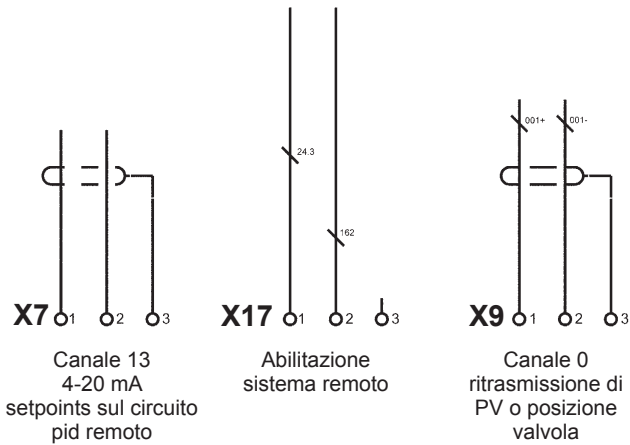 24.3
162
001+
001-
X7 1 2 3
X17 1 2 3
X9 1 2 3
Canale 13
4-20 mA
setpoints sul circuito
pid remoto
Abilitazione
sistema remoto
Canale 0
ritrasmissione di
PV o posizione
valvola